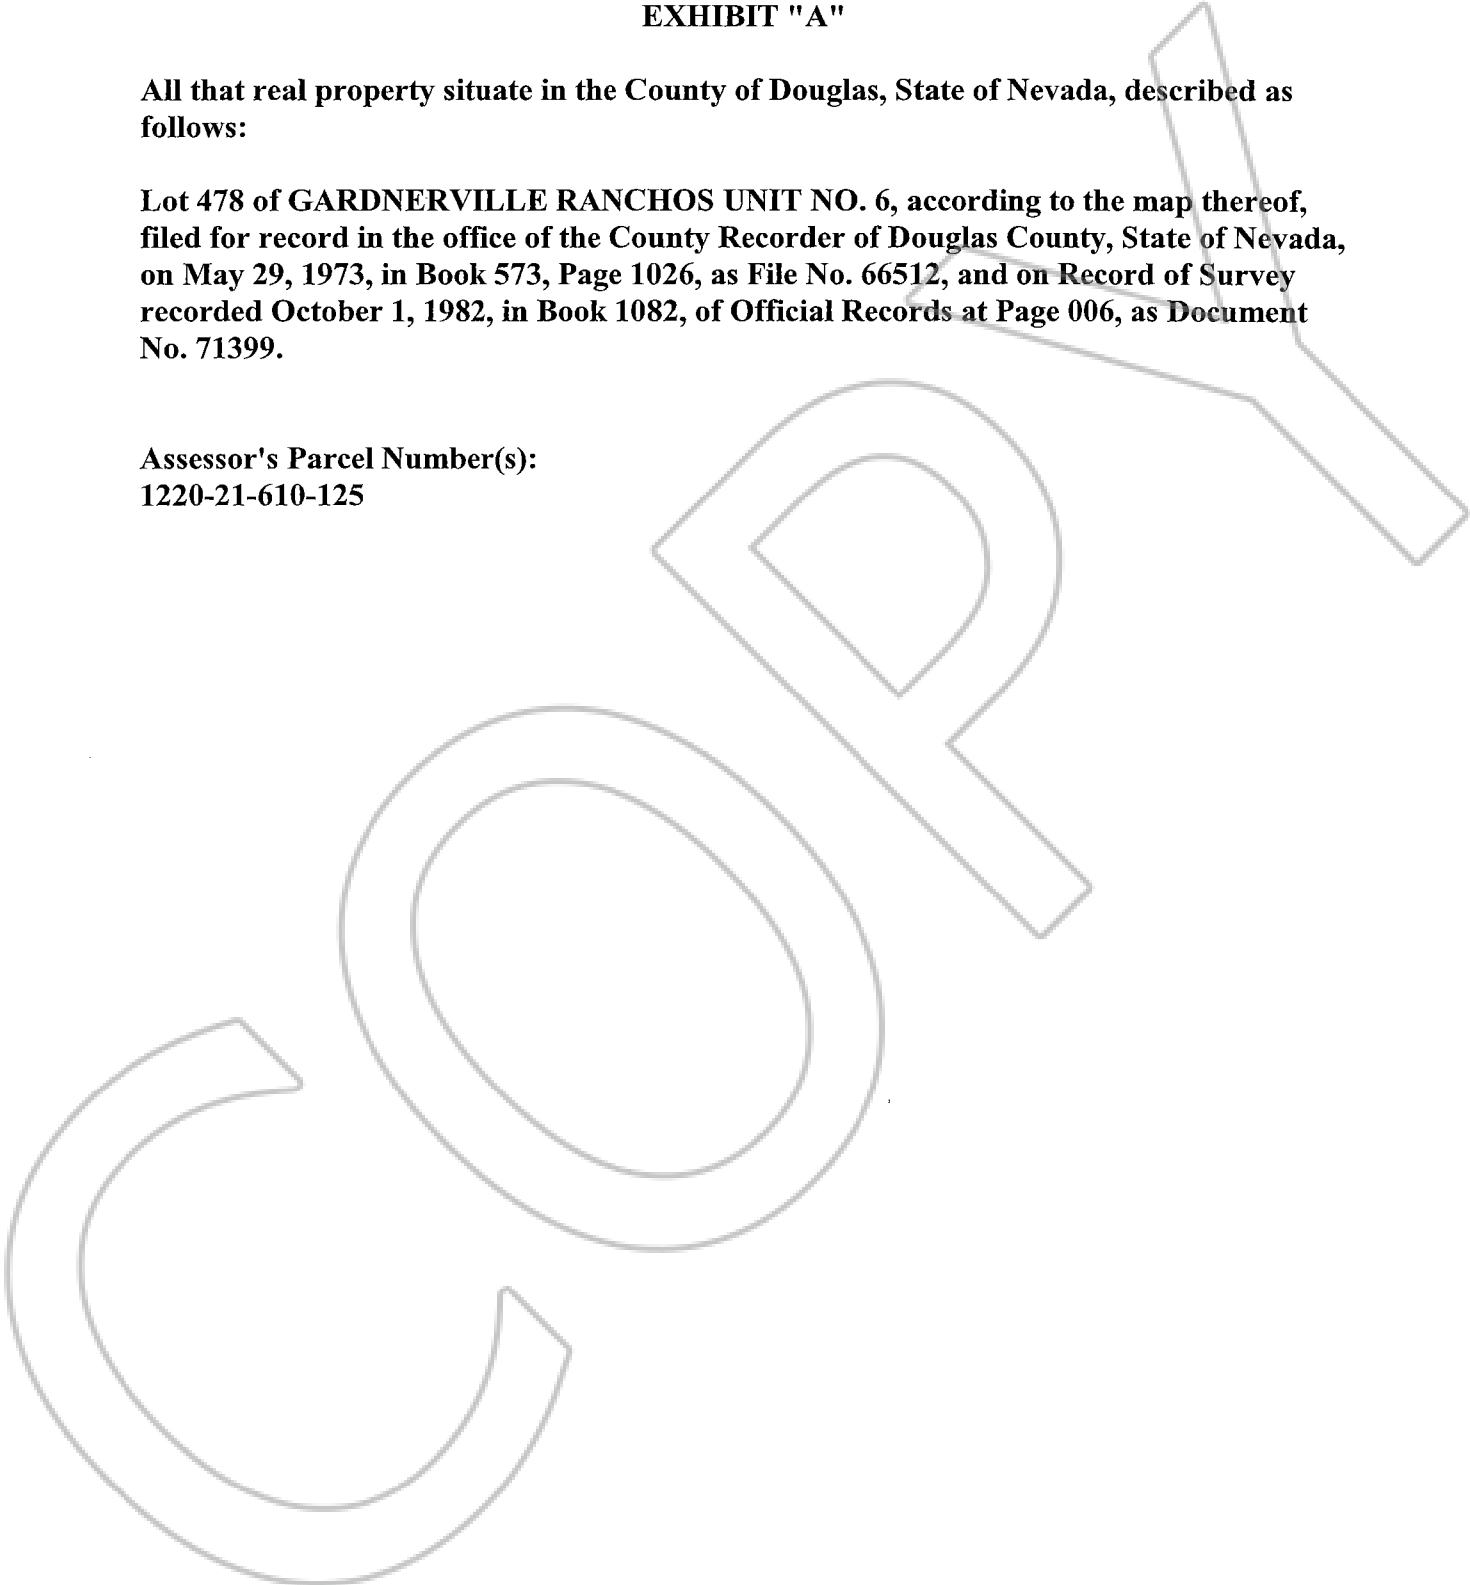 EXHIBIT "A"
All that real property situate in the County of Douglas, State of Nevada, described as
follows:
Lot 478 of GARDNERVILLE RANCHOS UNIT NO. 6, according to the map thereof,
filed for record in the office of the County Recorder of Douglas County, State of Nevada,
on May 29, 1973, in Book 573, Page 1026, as File No. 66512, and on Record of Survey
recorded October 1, 1982, in Book 1082, of Official Records at Page 006, as Document
No. 71399.
Assessor's Parcel Number(s):
1220-21-610-125
COPY